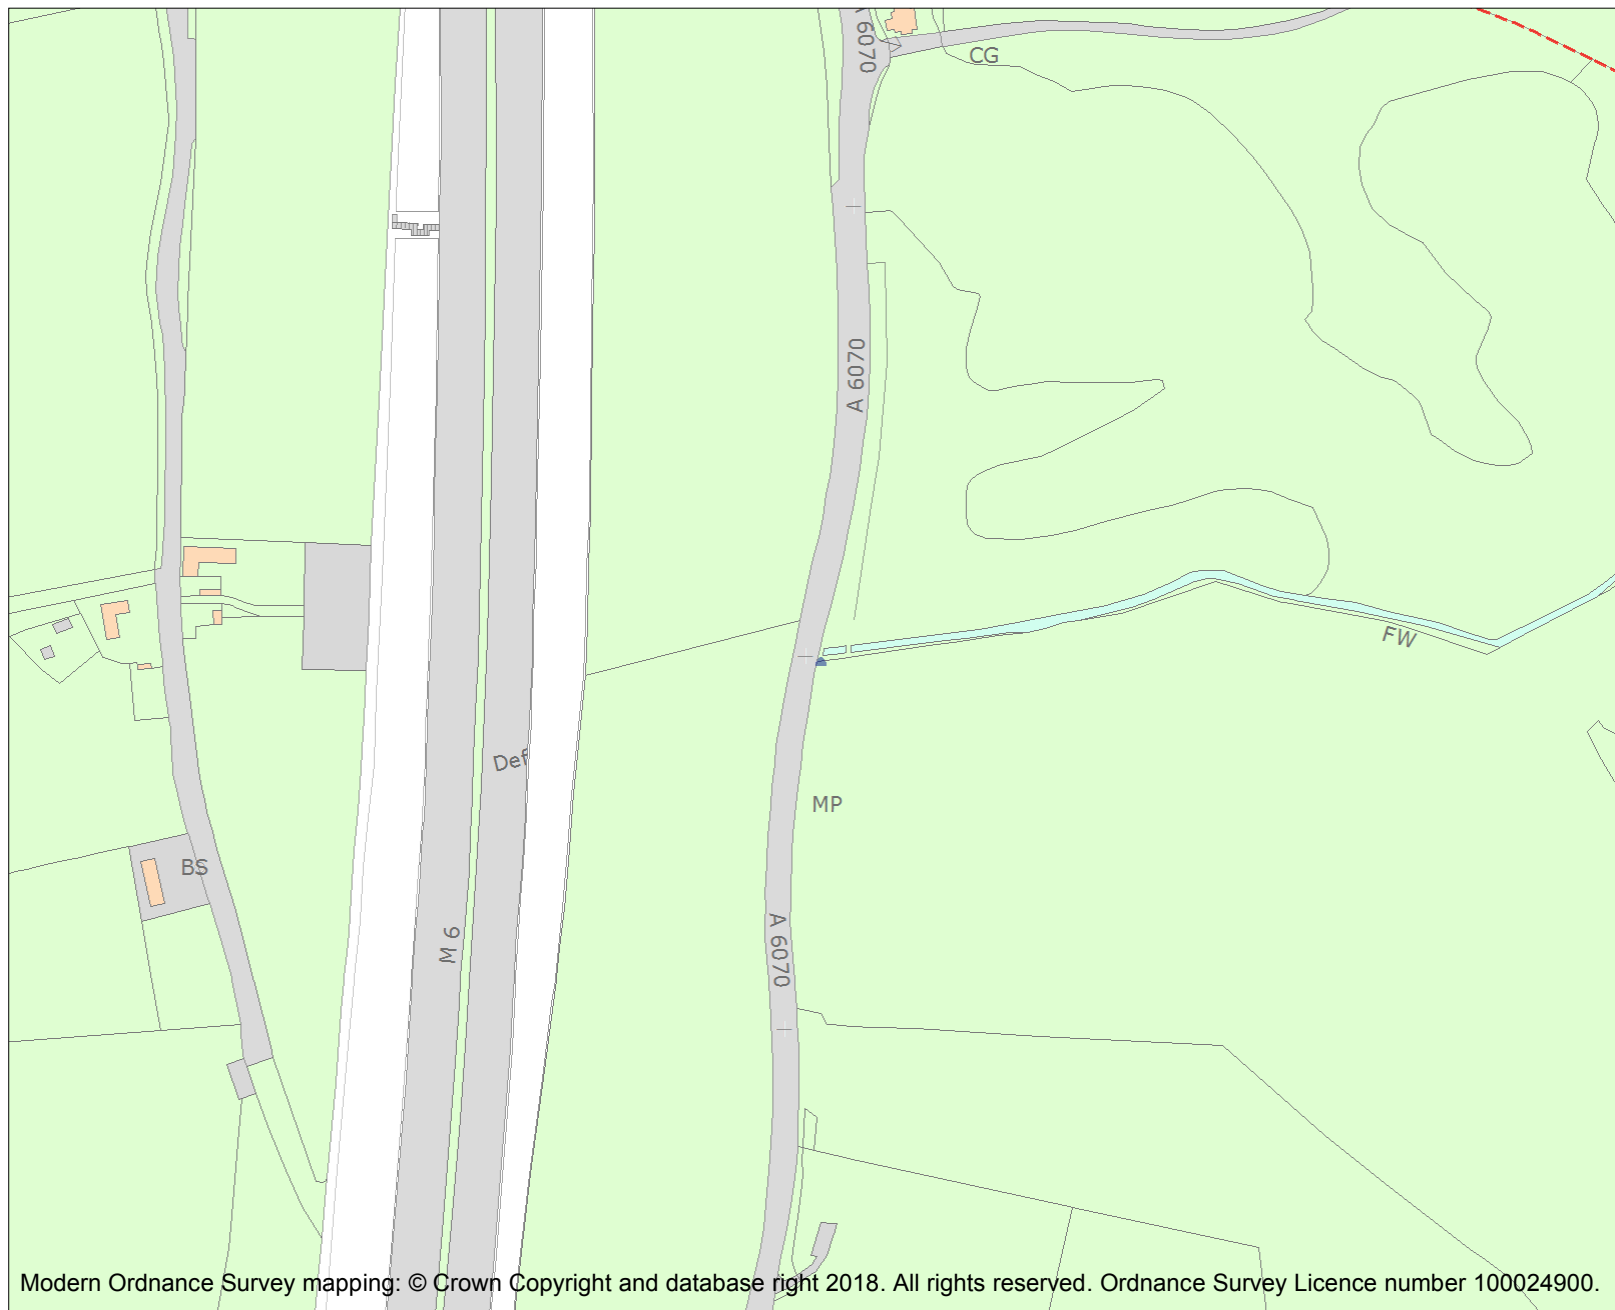 A 6070
CG
A 6070
FW
Def
MP
BS
M 6
A 6070
Modern Ordnance Survey mapping: © Crown Copyright and database right 2018. All rights reserved. Ordnance Survey Licence number 100024900.